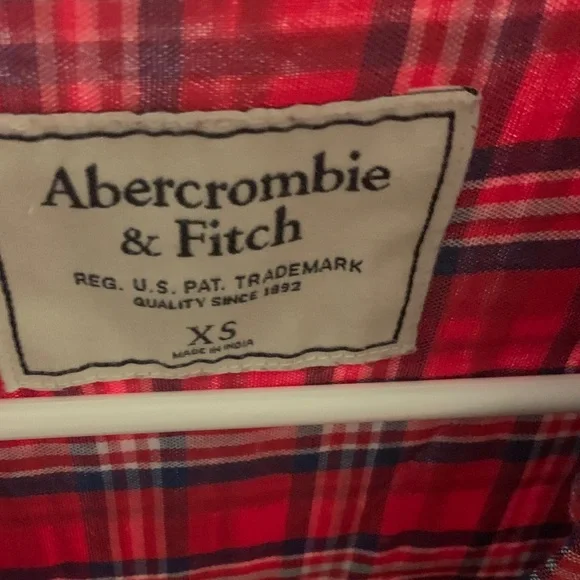 Abercrombie
& Fitch
REG. U.S. PAT. TRADEMARK
QUALITY SINCE 1892
XS
MADE IN INDIA